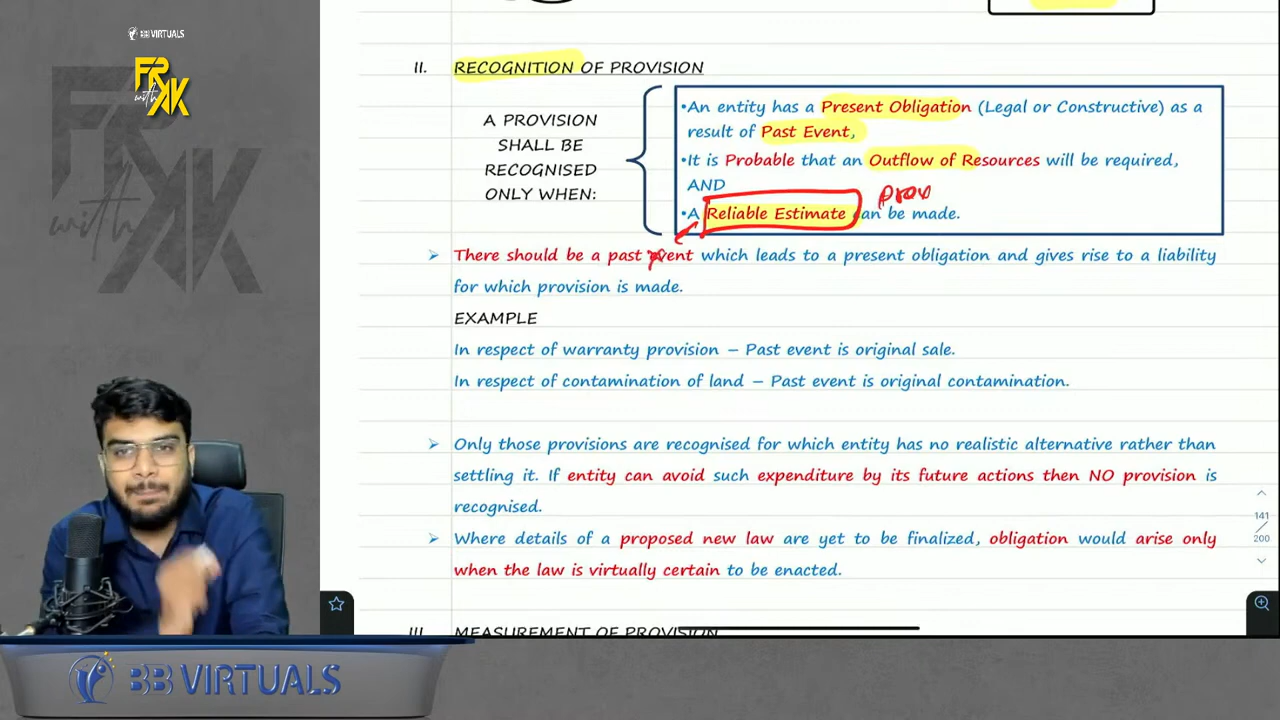 BB VIRTUALS
FR
with
AK
FR
with
AK
II. RECOGNITION OF PROVISION
A PROVISION
SHALL BE
RECOGNISED
ONLY WHEN:
•An entity has a Present Obligation (Legal or Constructive) as a
result of Past Event,
•It is Probable that an Outflow of Resources will be required,
AND
prov
•A Reliable Estimate can be made.
➢ There should be a past event which leads to a present obligation and gives rise to a liability
for which provision is made.
EXAMPLE
In respect of warranty provision – Past event is original sale.
In respect of contamination of land – Past event is original contamination.
➢ Only those provisions are recognised for which entity has no realistic alternative rather than
settling it. If entity can avoid such expenditure by its future actions then NO provision is
recognised.
➢ Where details of a proposed new law are yet to be finalized, obligation would arise only
when the law is virtually certain to be enacted.
141
200
III. MEASUREMENT OF PROVISION
BB VIRTUALS